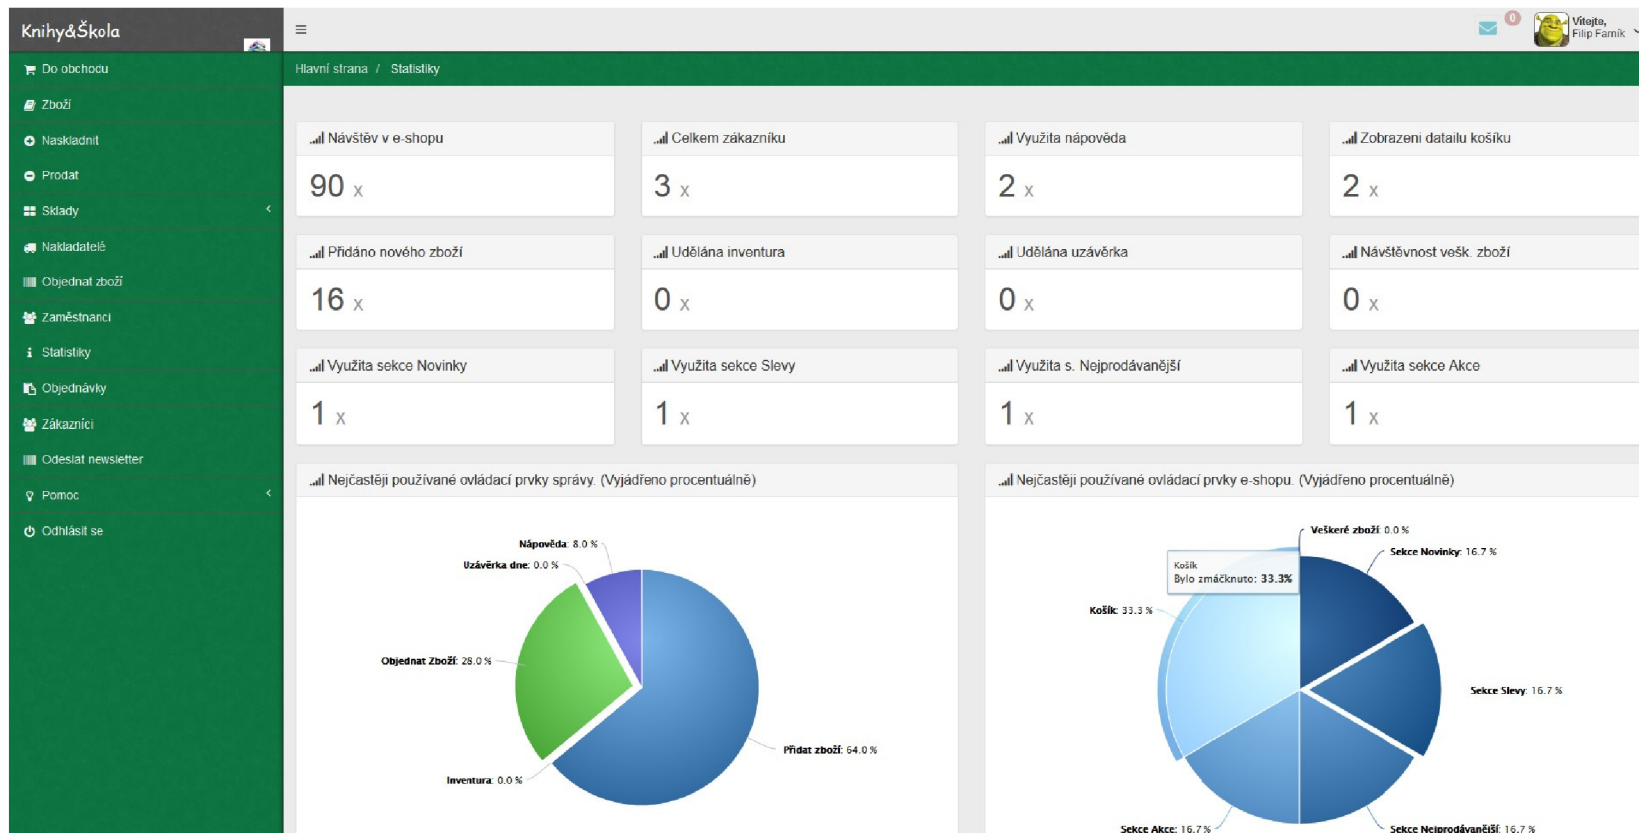 Knihy&Škola
0
Vítejte,
Filip Farník
Do obchodu
Hlavní strana / Statistiky
Zboží
Naskladnit
Prodat
Sklady
Nakladatelé
Objednat zboží
Zaměstnanci
Statistiky
Objednávky
Zákazníci
Odeslat newsletter
Pomoc
Odhlásit se
Návštěv v e-shopu
Celkem zákazníku
Využita nápověda
Zobrazení datailu košíku
90 x
3 x
2 x
2 x
Přidáno nového zboží
Udělána inventura
Udělána uzávěrka
Návštěvnost vešk. zboží
16 x
0 x
0 x
0 x
Využita sekce Novinky
Využita sekce Slevy
Využita s. Nejprodávanější
Využita sekce Akce
1 x
1 x
1 x
1 x
Nejčastěji používané ovládací prvky správy. (Vyjádřeno procentuálně)
Nápověda: 8.0 %
Uzávěrka dne: 0.0 %
Objednat Zboží: 28.0 %
Přidat zboží: 64.0 %
Inventura: 0.0 %
Nejčastěji používané ovládací prvky e-shopu. (Vyjádřeno procentuálně)
Veškeré zboží: 0.0 %
Sekce Novinky: 16.7 %
Košík
Bylo zmáčknuto: 33.3%
Košík: 33.3 %
Sekce Slevy: 16.7 %
Sekce Akce: 16.7 %
Sekce Nejprodávanější: 16.7 %